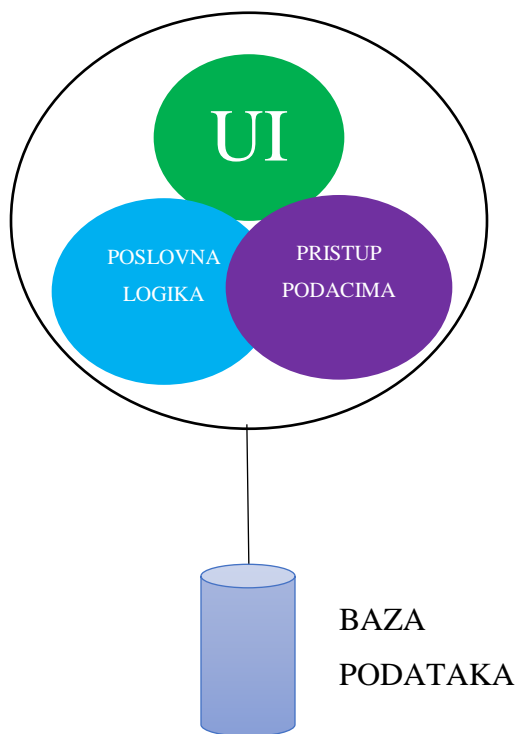 UI
POSLOVNA
LOGIKA
PRISTUP
PODACIMA
BAZA
PODATAKA